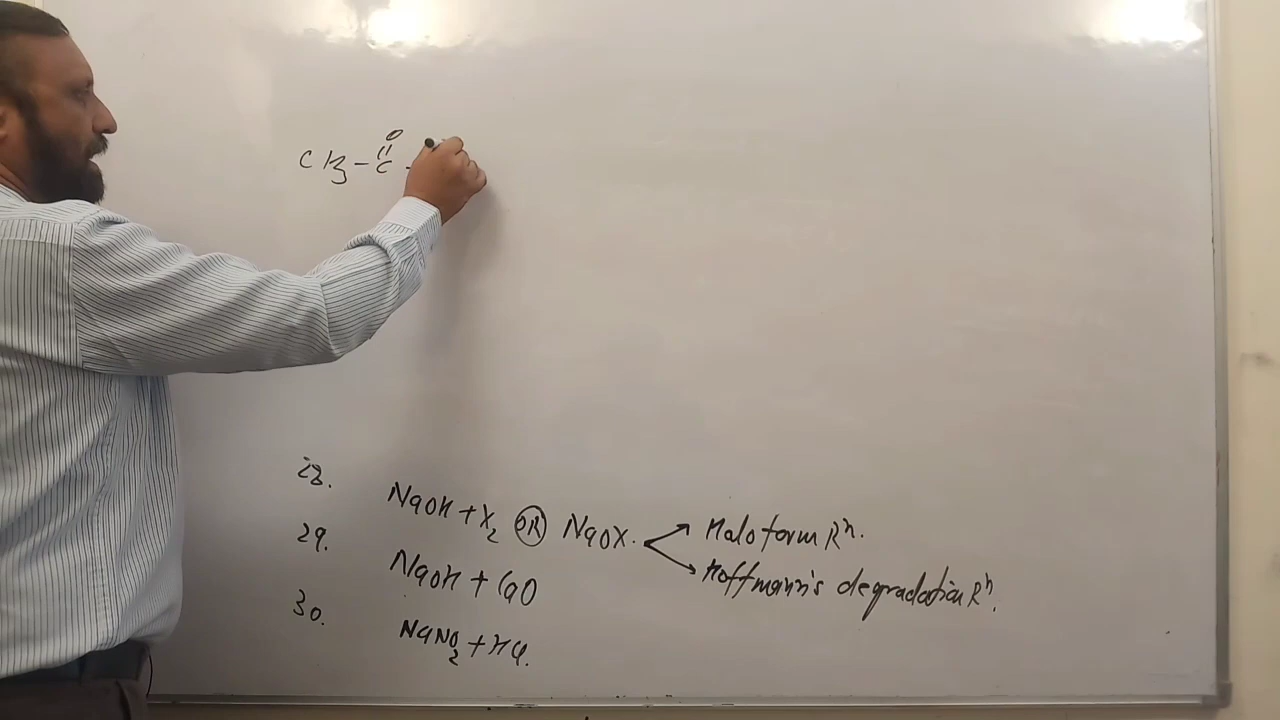 O
CH3 - C -
28. NaOH + X2 OR NaOX.
Haloform Rn.
Hoffmann's degradation Rn.
29. NaOH + CaO
30. NaNO2 + HCl.